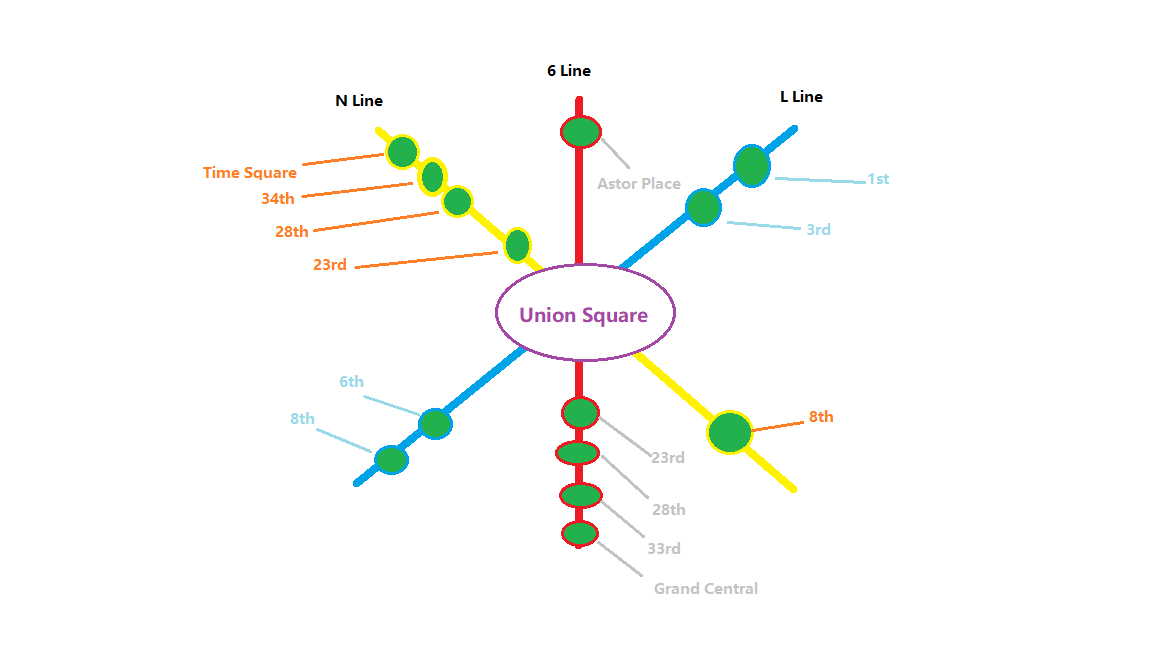 6 Line
N Line
L Line
Time Square
34th
28th
23rd
Astor Place
1st
3rd
Union Square
6th
8th
8th
23rd
28th
33rd
Grand Central